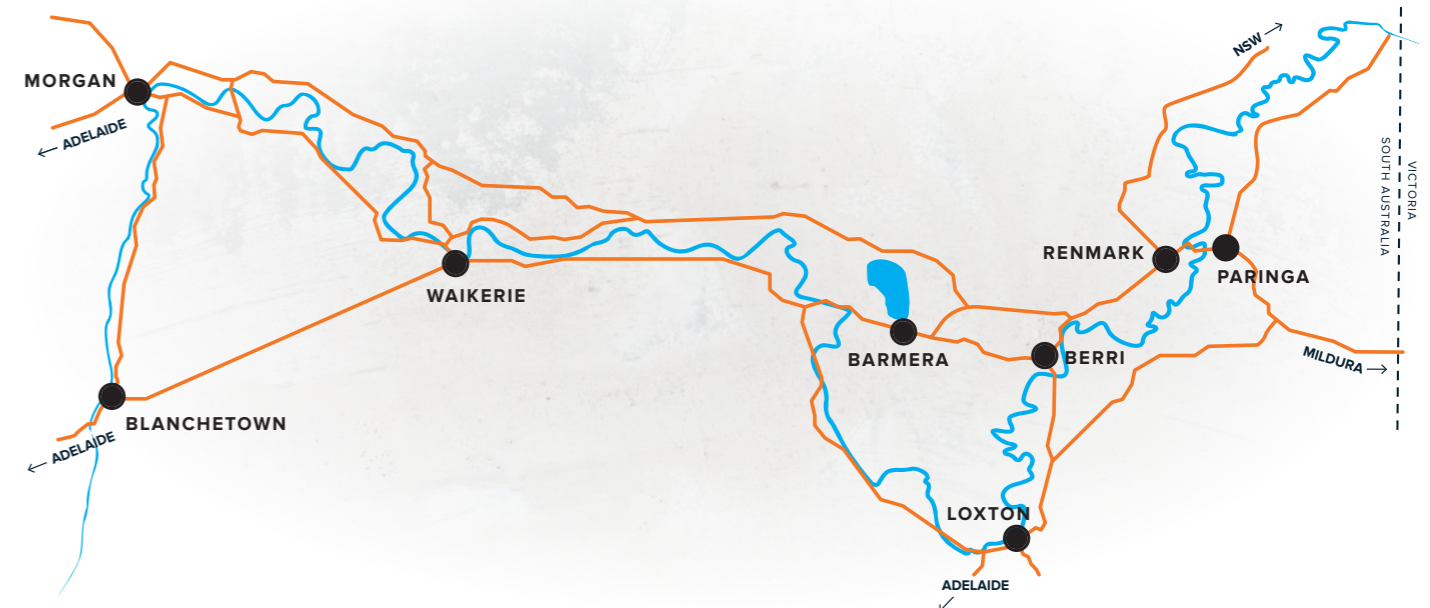 MORGAN
← ADELAIDE
NSW →
SOUTH AUSTRALIA
VICTORIA
RENMARK
PARINGA
WAIKERIE
BARMERA
BERRI
MILDURA →
BLANCHETOWN
← ADELAIDE
LOXTON
ADELAIDE